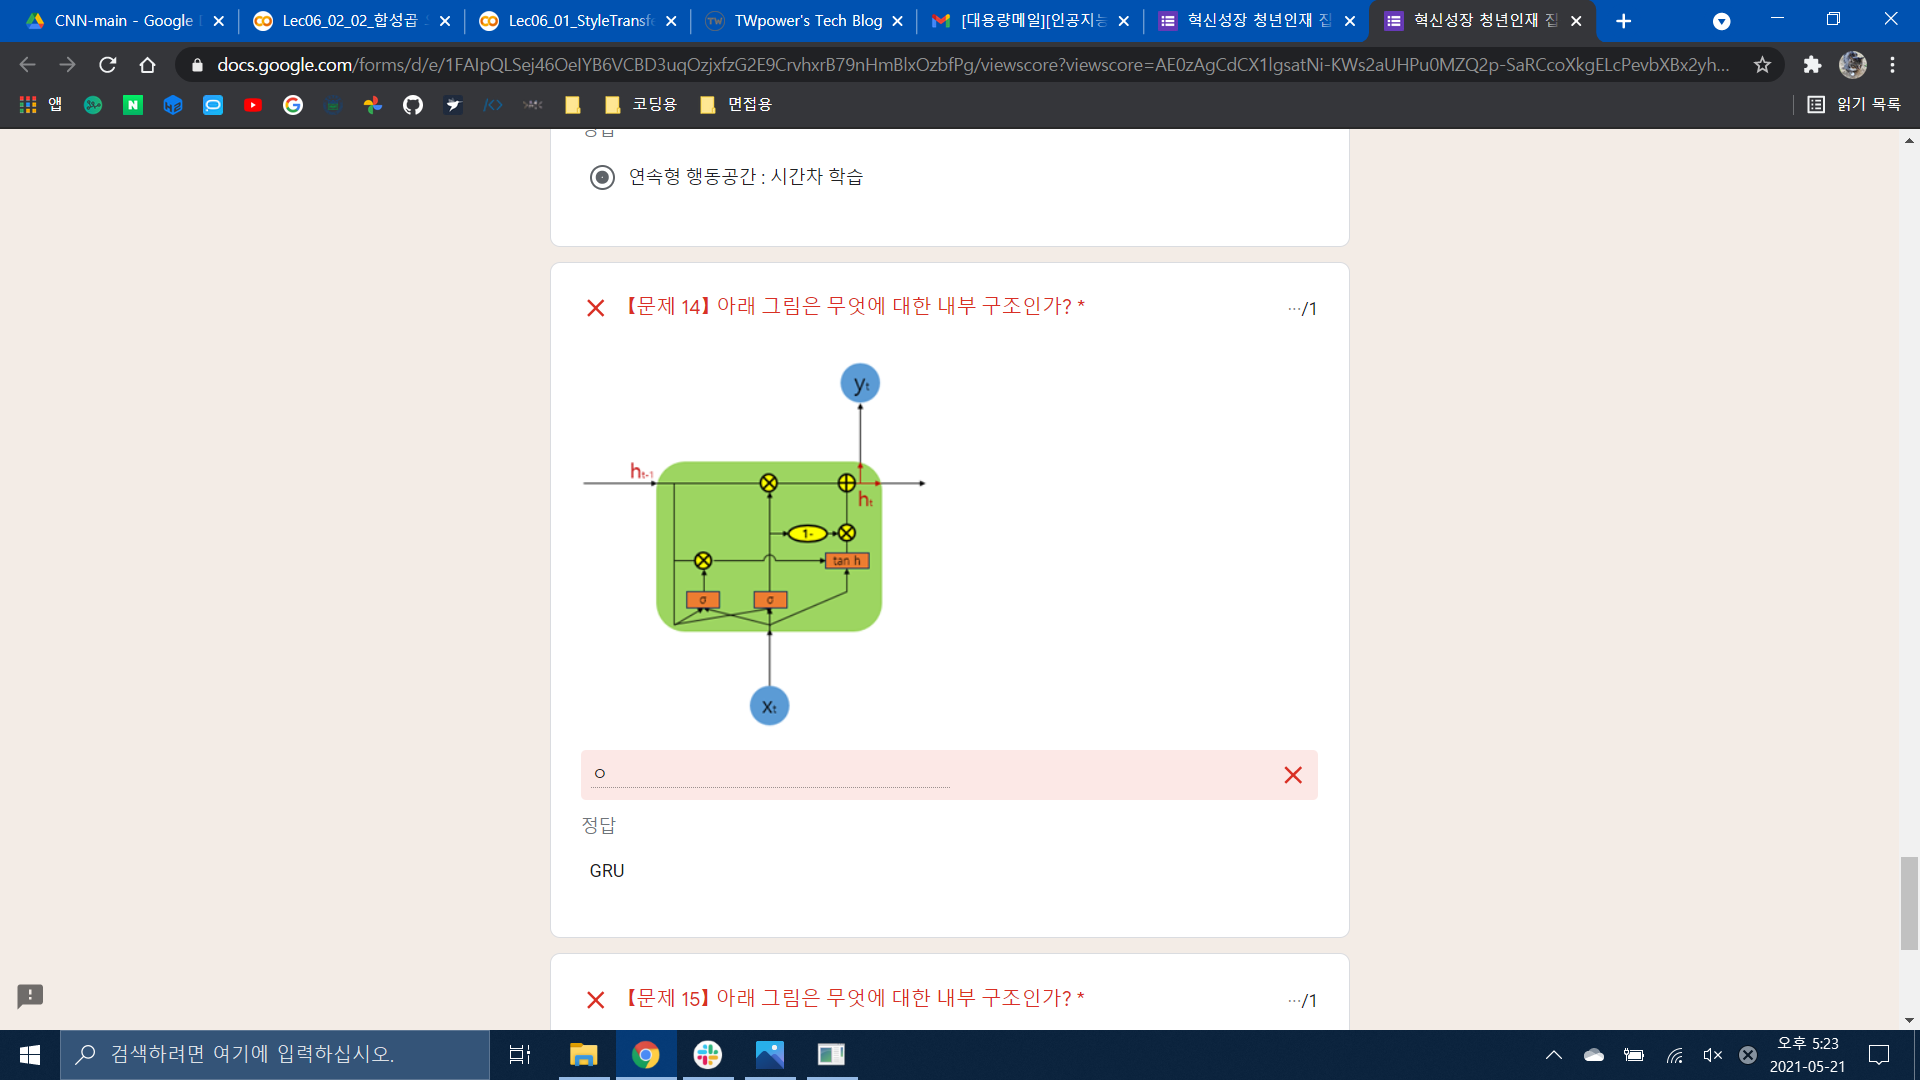 CNN-main - Google
Lec06_02_02_합성곱
Lec06_01_StyleTransfe
TWpower's Tech Blog
[대용량메일][인공지능
혁신성장 청년인재 집
혁신성장 청년인재 집
docs.google.com/forms/d/e/1FAIpQLSej46OeIYB6VCBD3uqOzjxfzG2E9CrvhxrB79nHmBlxOzbfPg/viewscore?viewscore=AE0zAgCdCX1lgsatNi-KWs2aUHPu0MZQ2p-SaRCcoXkgELcPevbXBx2yh...
앱
코딩용
면접용
읽기 목록
정답
연속형 행동공간 : 시간차 학습
【문제 14】 아래 그림은 무엇에 대한 내부 구조인가? *
…/1
yt
ht-1
ht
1-
tan h
σ
σ
xt
ㅇ
정답
GRU
【문제 15】 아래 그림은 무엇에 대한 내부 구조인가? *
…/1
검색하려면 여기에 입력하십시오.
오후 5:23
2021-05-21